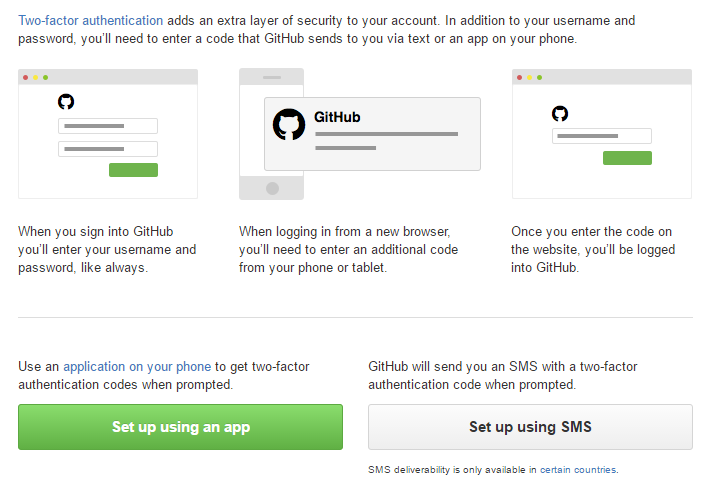 Two-factor authentication adds an extra layer of security to your account. In addition to your username and
password, you'll need to enter a code that GitHub sends to you via text or an app on your phone.
GitHub
When you sign into GitHub
you'll enter your username and
password, like always.
When logging in from a new browser,
you'll need to enter an additional code
from your phone or tablet.
Once you enter the code on
the website, you'll be logged
into GitHub.
Use an application on your phone to get two-factor
authentication codes when prompted.
Set up using an app
GitHub will send you an SMS with a two-factor
authentication code when prompted.
Set up using SMS
SMS deliverability is only available in certain countries.